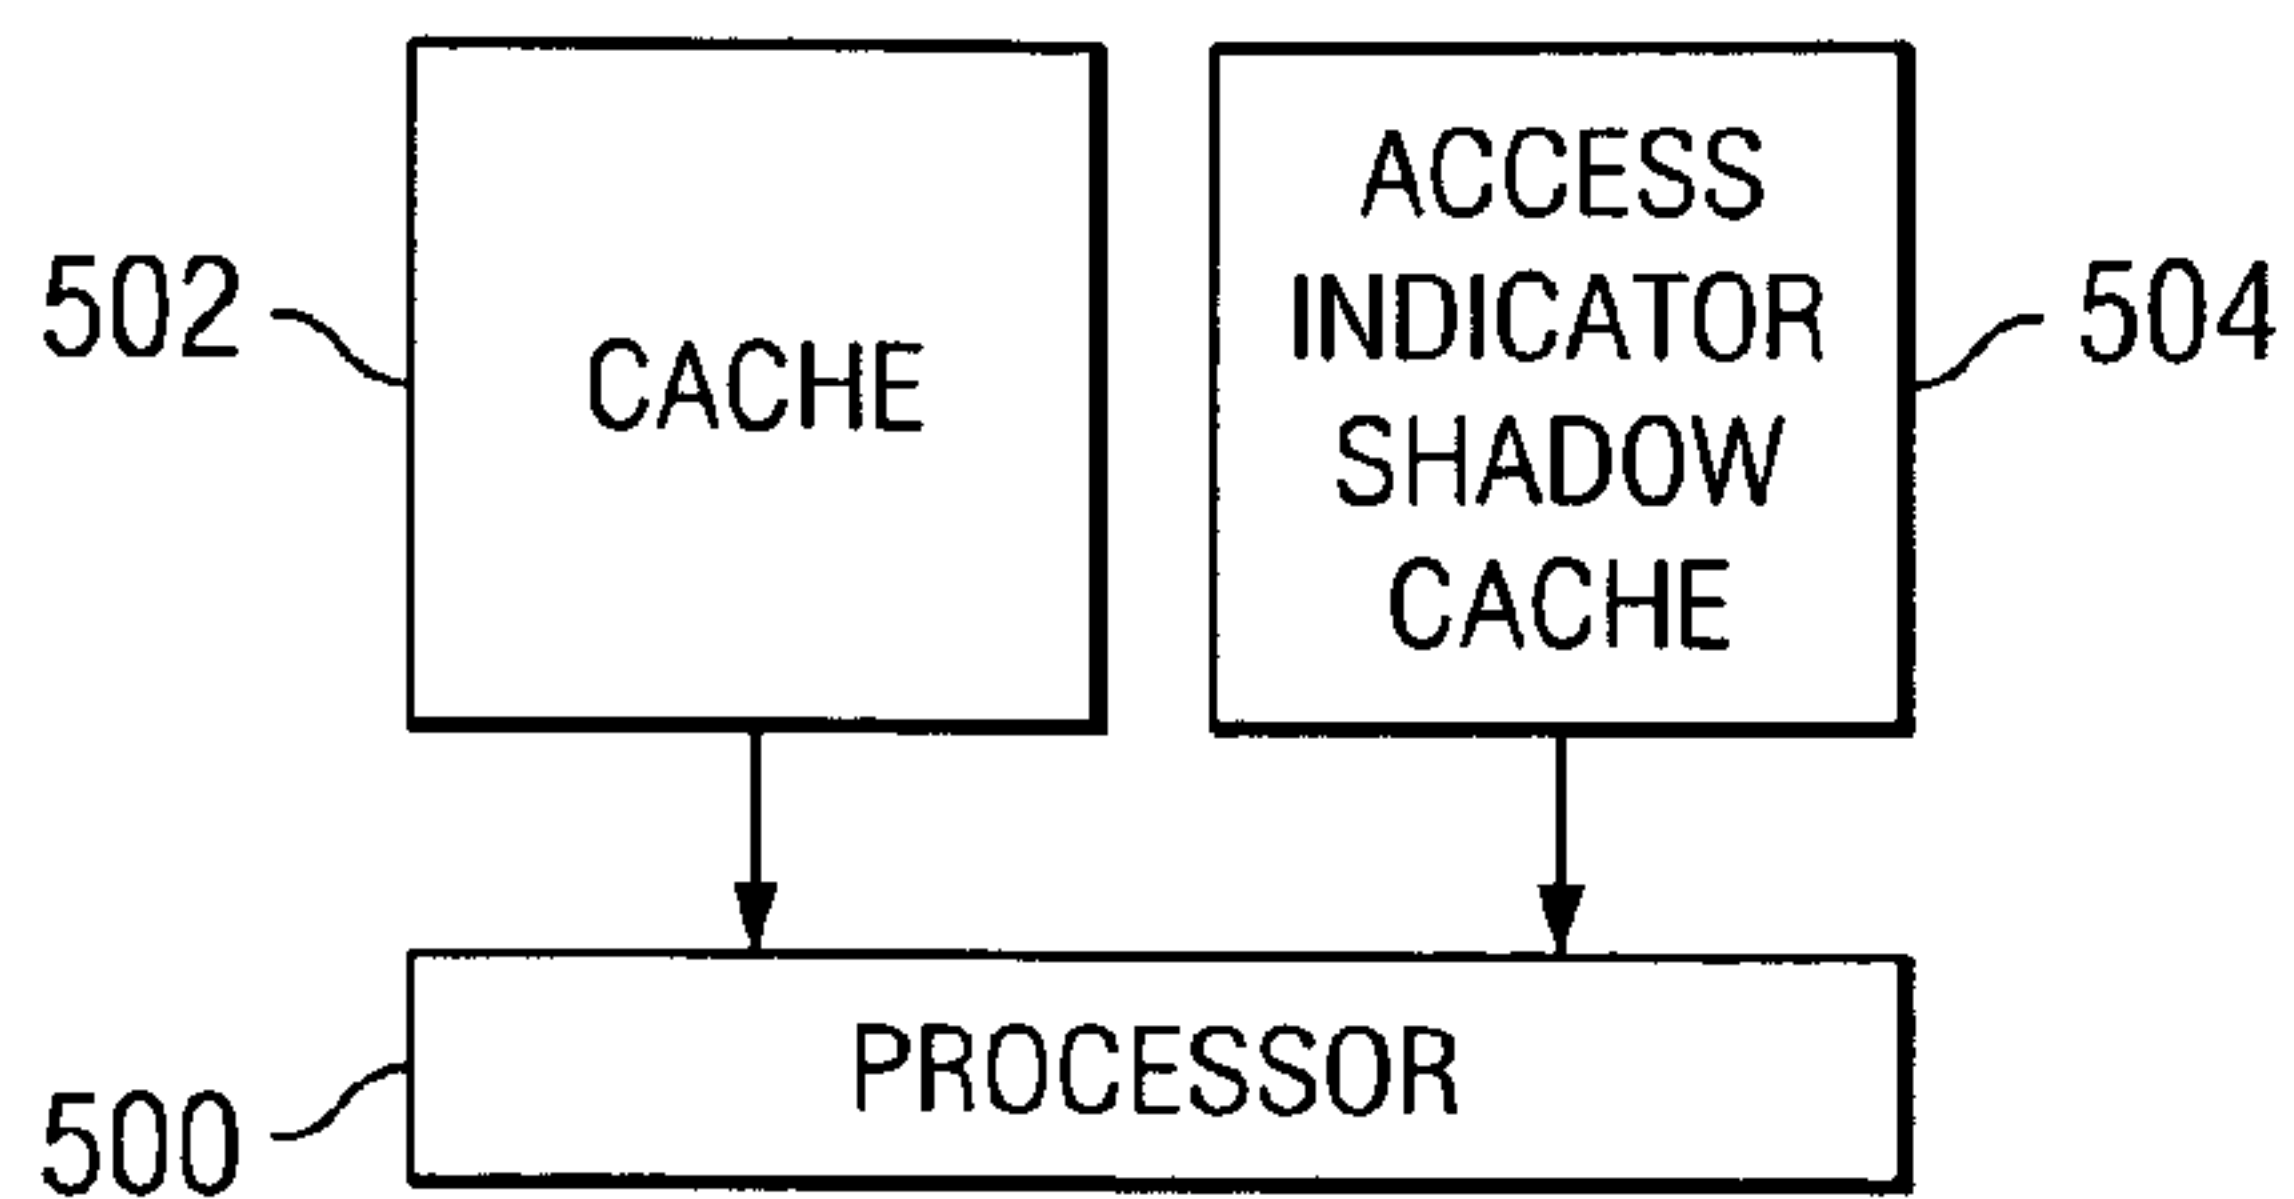 502
CACHE
ACCESS
INDICATOR
SHADOW
CACHE
504
500
PROCESSOR